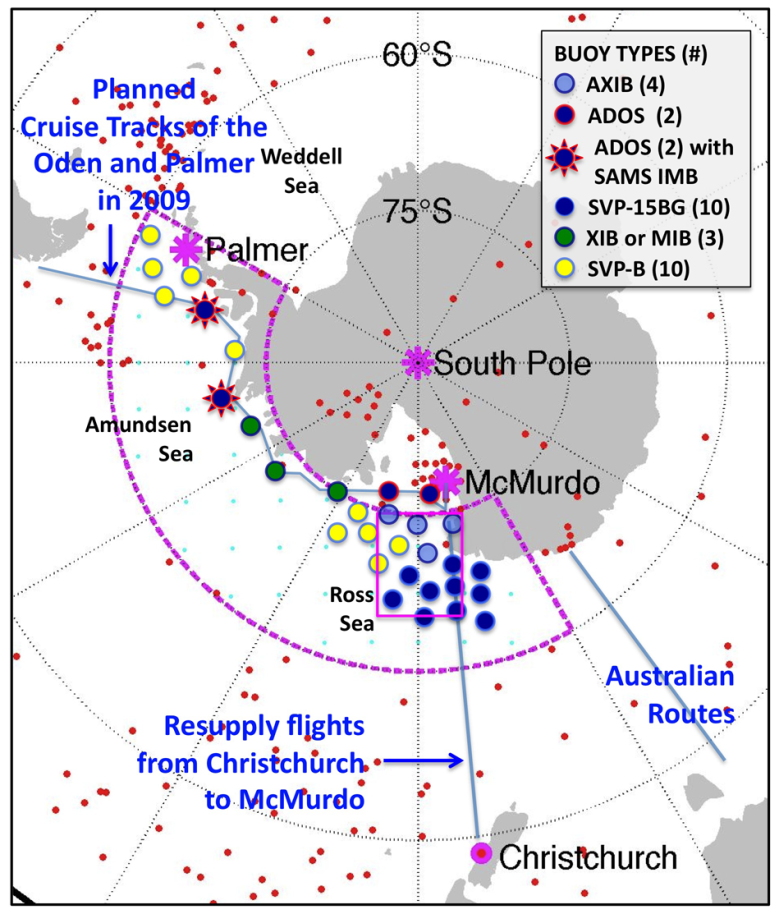 60°S
BUOY TYPES (#)
AXIB (4)
ADOS (2)
ADOS (2) with
SAMS IMB
SVP-15BG (10)
XIB or MIB (3)
SVP-B (10)
Planned
Cruise Tracks of the
Oden and Palmer
in 2009
Weddell
Sea
75°S
Palmer
South Pole
Amundsen
Sea
McMurdo
Ross
Sea
Australian
Routes
Resupply flights
from Christchurch
to McMurdo
Christchurch